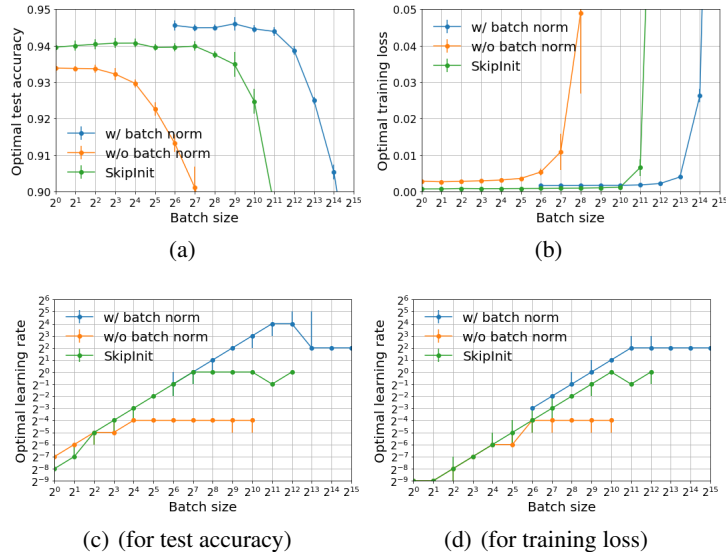 0.95
0.94
0.93
0.92
0.91
0.90
Optimal test accuracy
w/ batch norm
w/o batch norm
SkipInit
2^0 2^1 2^2 2^3 2^4 2^5 2^6 2^7 2^8 2^9 2^10 2^11 2^12 2^13 2^14 2^15
Batch size
(a)
0.05
0.04
0.03
0.02
0.01
0.00
Optimal training loss
w/ batch norm
w/o batch norm
SkipInit
2^0 2^1 2^2 2^3 2^4 2^5 2^6 2^7 2^8 2^9 2^10 2^11 2^12 2^13 2^14 2^15
Batch size
(b)
2^6
2^5
2^4
2^3
2^2
2^1
2^0
2^−1
2^−2
2^−3
2^−4
2^−5
2^−6
2^−7
2^−8
2^−9
Optimal learning rate
w/ batch norm
w/o batch norm
SkipInit
2^0 2^1 2^2 2^3 2^4 2^5 2^6 2^7 2^8 2^9 2^10 2^11 2^12 2^13 2^14 2^15
Batch size
(c) (for test accuracy)
2^6
2^5
2^4
2^3
2^2
2^1
2^0
2^−1
2^−2
2^−3
2^−4
2^−5
2^−6
2^−7
2^−8
2^−9
Optimal learning rate
w/ batch norm
w/o batch norm
SkipInit
2^0 2^1 2^2 2^3 2^4 2^5 2^6 2^7 2^8 2^9 2^10 2^11 2^12 2^13 2^14 2^15
Batch size
(d) (for training loss)